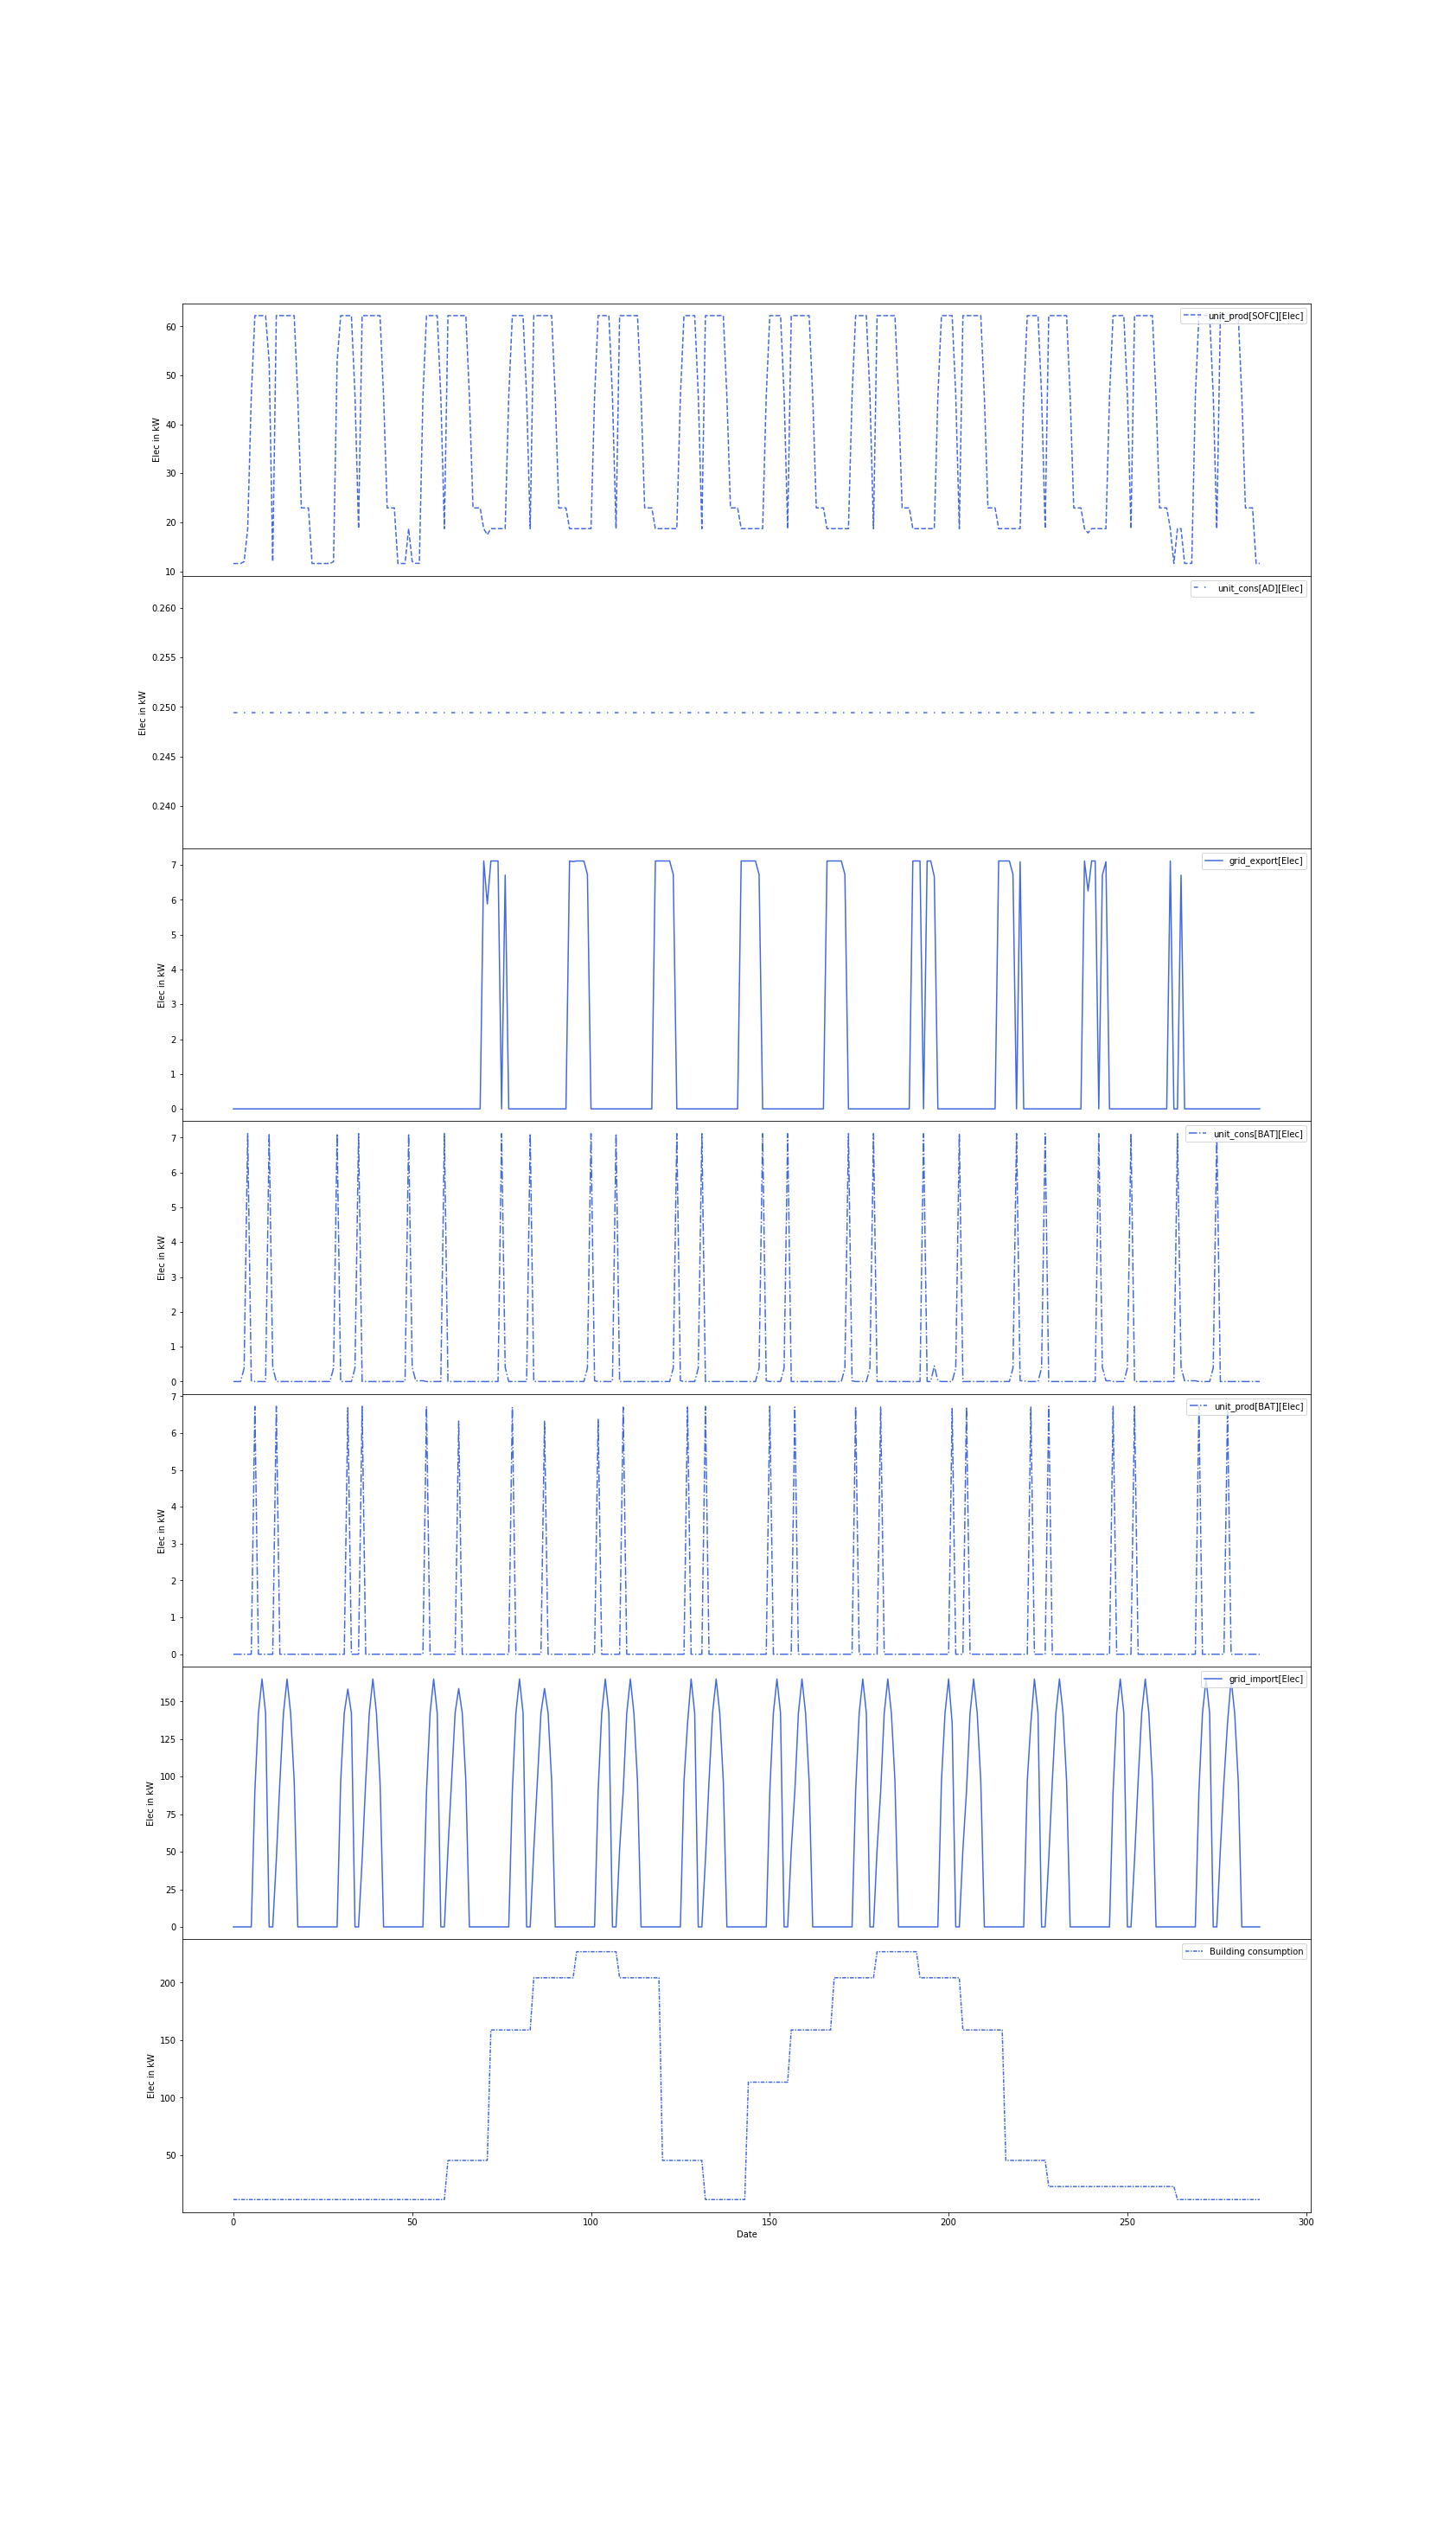 unit_prod[SOFC][Elec]
60
50
40
30
20
10
Elec in kW
unit_cons[AD][Elec]
0.260
0.255
0.250
0.245
0.240
Elec in kW
grid_export[Elec]
7
6
5
4
3
2
1
0
Elec in kW
unit_cons[BAT][Elec]
7
6
5
4
3
2
1
0
Elec in kW
unit_prod[BAT][Elec]
7
6
5
4
3
2
1
0
Elec in kW
grid_import[Elec]
150
125
100
75
50
25
0
Elec in kW
Building consumption
200
150
100
50
Elec in kW
0 50 100 150 200 250 300
Date